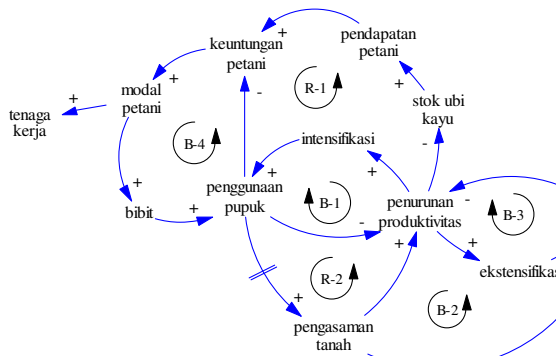 pendapatan
petani
+
+
keuntungan
petani
R-1
+
modal
petani
+
-
+
stok ubi
kayu
tenaga
kerja
B-4
intensifikasi
-
+
+
penggunaan
pupuk
+
B-1
+
penurunan
produktivitas
-
B-3
bibit
+
-
+
+
ekstensifikasi
R-2
+
B-2
pengasaman
tanah